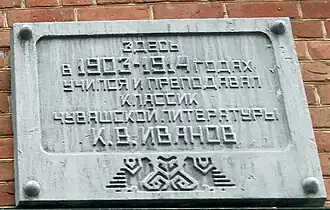 ЗДЕСЬ
В 1903-1914 ГОДАХ
УЧИЛСЯ И ПРЕПОДАВАЛ
КЛАССИК
ЧУВАШСКОЙ ЛИТЕРАТУРЫ
К.В. ИВАНОВ